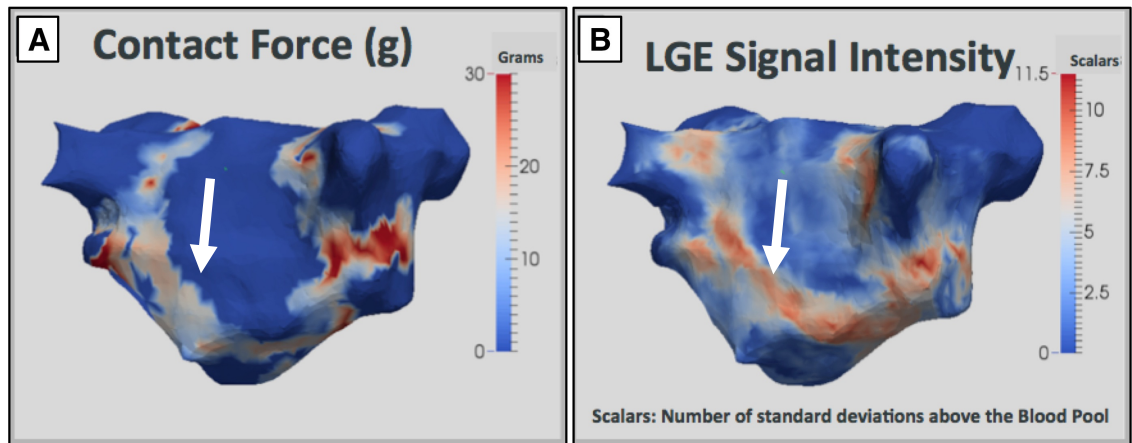 A
Contact Force (g)
Grams
30
20
10
0
B
LGE Signal Intensity
Scalars
11.5
10
7.5
5
2.5
0
Scalars: Number of standard deviations above the Blood Pool